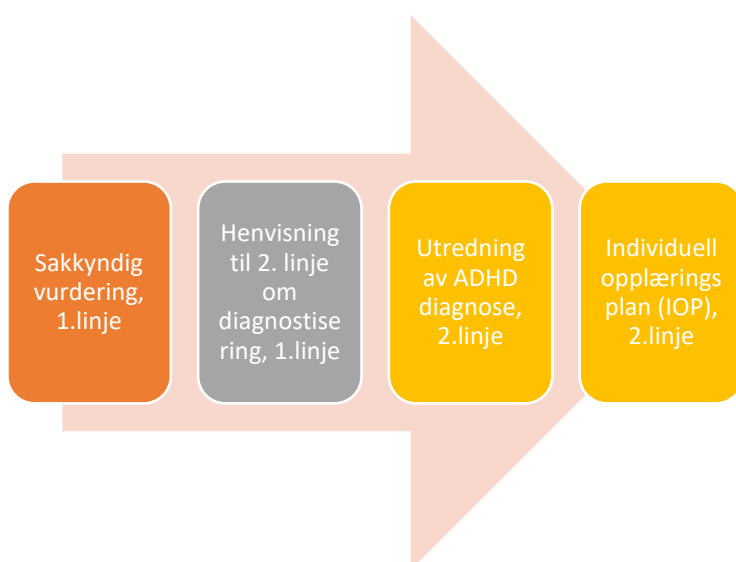 Sakkyndig
vurdering,
1.linje
Henvisning
til 2. linje
om
diagnostise
ring, 1.linje
Utredning
av ADHD
diagnose,
2.linje
Individuell
opplærings
plan (IOP),
2.linje